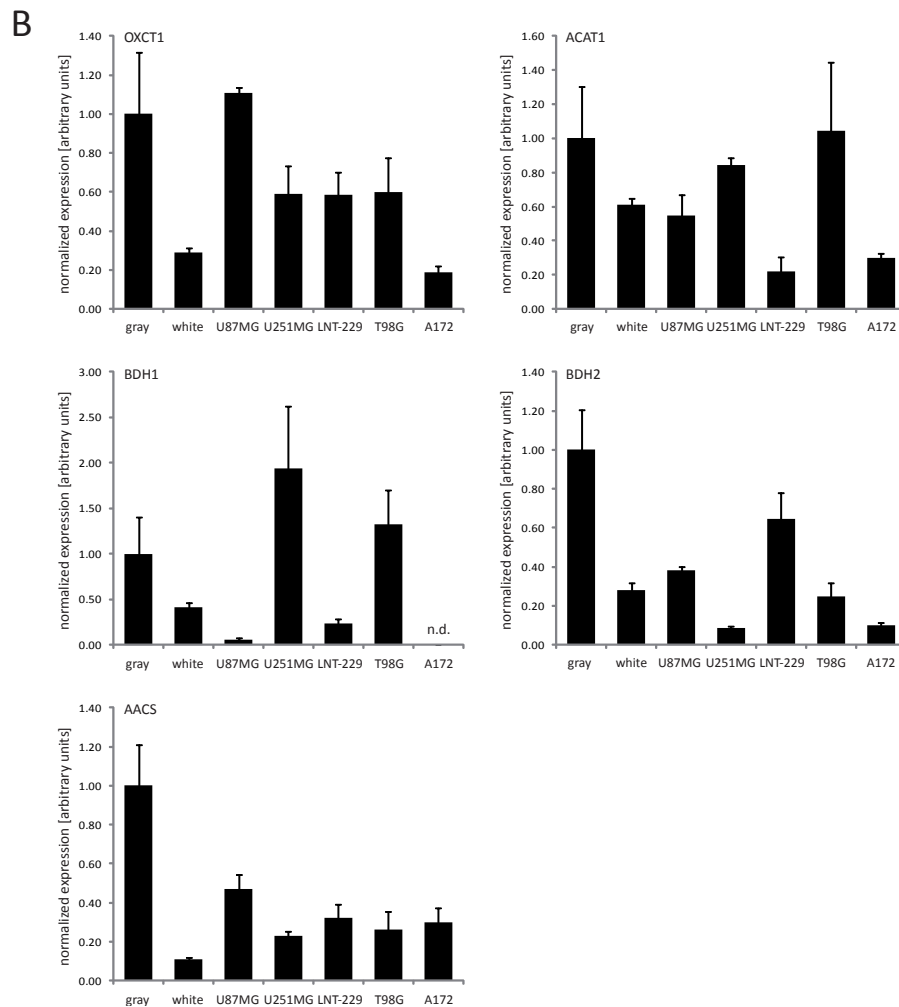 B
OXCT1
normalized expression [arbitrary units]
1.40
1.20
1.00
0.80
0.60
0.40
0.20
0.00
gray white U87MG U251MG LNT-229 T98G A172
ACAT1
normalized expression [arbitrary units]
1.60
1.40
1.20
1.00
0.80
0.60
0.40
0.20
0.00
gray white U87MG U251MG LNT-229 T98G A172
BDH1
normalized expression [arbitrary units]
3.00
2.50
2.00
1.50
1.00
0.50
0.00
n.d.
gray white U87MG U251MG LNT-229 T98G A172
BDH2
normalized expression [arbitrary units]
1.40
1.20
1.00
0.80
0.60
0.40
0.20
0.00
gray white U87MG U251MG LNT-229 T98G A172
AACS
normalized expression [arbitrary units]
1.40
1.20
1.00
0.80
0.60
0.40
0.20
0.00
gray white U87MG U251MG LNT-229 T98G A172